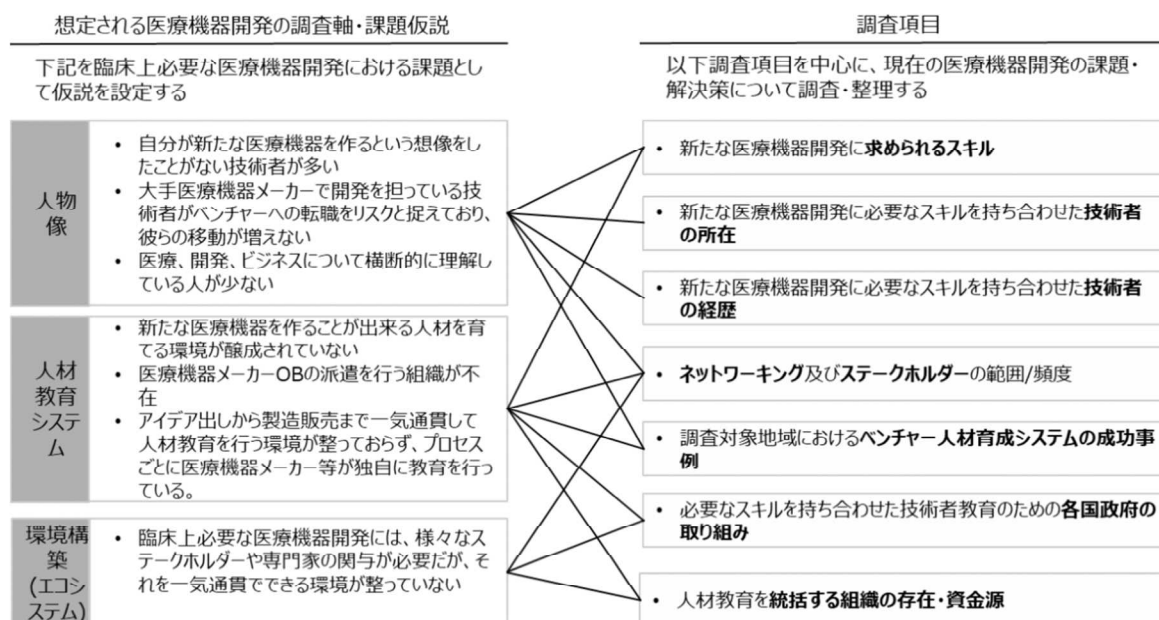 想定される医療機器開発の調査軸・課題仮説
下記を臨床上必要な医療機器開発における課題とし
て仮説を設定する
人物
像
• 自分が新たな医療機器を作るという想像をし
たことがない技術者が多い
• 大手医療機器メーカーで開発を担っている技
術者がベンチャーへの転職をリスクと捉えており、
彼らの移動が増えない
• 医療、開発、ビジネスについて横断的に理解し
ている人が少ない
人材
教育
システ
ム
• 新たな医療機器を作ることが出来る人材を育
てる環境が醸成されていない
• 医療機器メーカーOBの派遣を行う組織が不
在
• アイデア出しから製造販売まで一気通貫して
人材教育を行う環境が整っておらず、プロセス
ごとに医療機器メーカー等が独自に教育を行っ
ている。
環境構
築
(エコシ
ステム)
• 臨床上必要な医療機器開発には、様々なス
テークホルダーや専門家の関与が必要だが、そ
れを一気通貫でできる環境が整っていない
調査項目
以下調査項目を中心に、現在の医療機器開発の課題・
解決策について調査・整理する
• 新たな医療機器開発に求められるスキル
• 新たな医療機器開発に必要なスキルを持ち合わせた技術者
の所在
• 新たな医療機器開発に必要なスキルを持ち合わせた技術者
の経歴
• ネットワーキング及びステークホルダーの範囲/頻度
• 調査対象地域におけるベンチャー人材育成システムの成功事
例
• 必要なスキルを持ち合わせた技術者教育のための各国政府の
取り組み
• 人材教育を統括する組織の存在・資金源